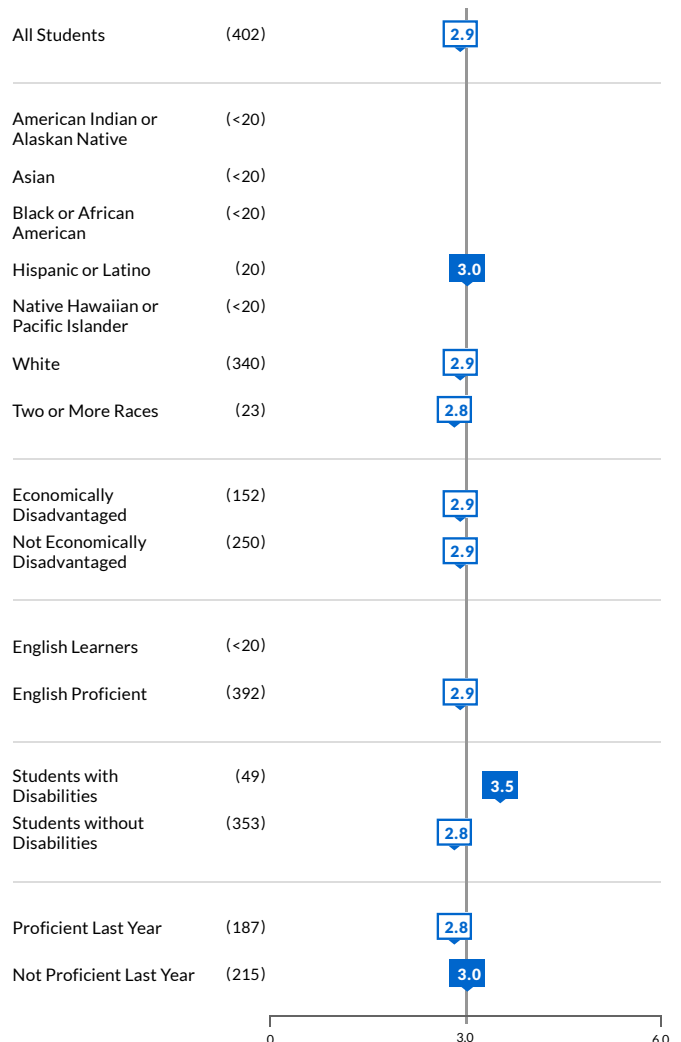 All Students (402) 2.9
American Indian or (<20)
Alaskan Native
Asian (<20)
Black or African (<20)
American
Hispanic or Latino (20) 3.0
Native Hawaiian or (<20)
Pacific Islander
White (340) 2.9
Two or More Races (23) 2.8
Economically (152) 2.9
Disadvantaged
Not Economically (250) 2.9
Disadvantaged
English Learners (<20)
English Proficient (392) 2.9
Students with (49) 3.5
Disabilities
Students without (353) 2.8
Disabilities
Proficient Last Year (187) 2.8
Not Proficient Last Year (215) 3.0
0 3.0 6.0